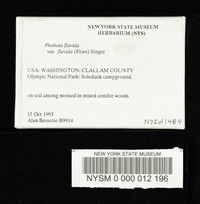 NEW YORK STATE MUSEUM
HERBARIUM (NYS)
Pholiota flavida
var. flavida (Fries) Singer
USA: WASHINGTON: CLALLAM COUNTY
Olympic National Park: Soleduck campground.
on soil among mossed in mixed conifer woods
15 Oct 1993
Alan Bessette B9914
NYSd1484
NEW YORK STATE MUSEUM
NYSM 0 000 012 196